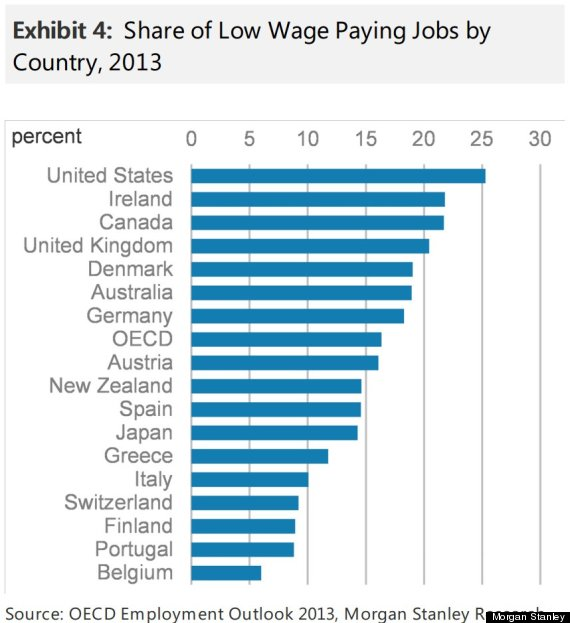 Exhibit 4: Share of Low Wage Paying Jobs by
Country, 2013
percent 0 5 10 15 20 25 30
United States
Ireland
Canada
United Kingdom
Denmark
Australia
Germany
OECD
Austria
New Zealand
Spain
Japan
Greece
Italy
Switzerland
Finland
Portugal
Belgium
Source: OECD Employment Outlook 2013, Morgan Stanley Research
Morgan Stanley